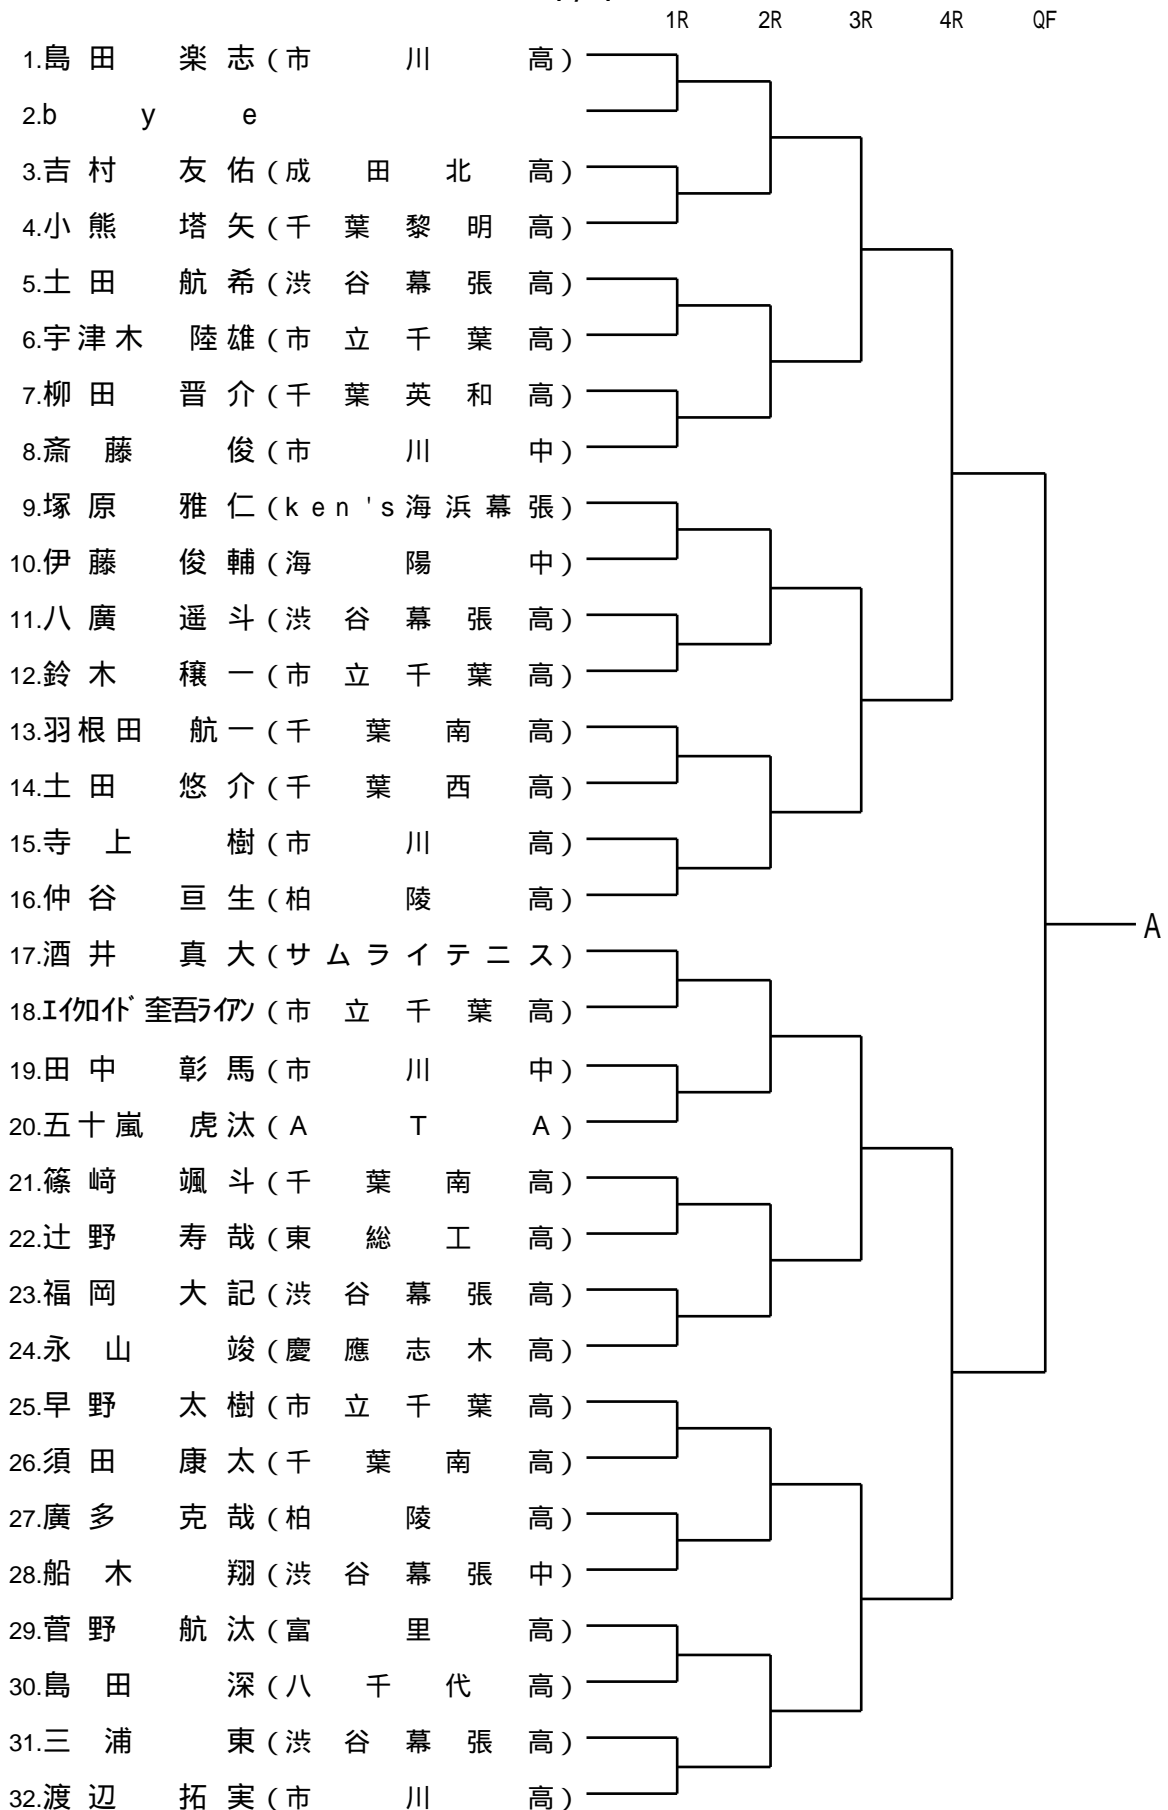 1R 2R 3R 4R QF
1.島田 楽志(市川高)
2.bye
3.吉村 友佑(成田北高)
4.小熊 塔矢(千葉黎明高)
5.土田 航希(渋谷幕張高)
6.宇津木 陸雄(市立千葉高)
7.柳田 晋介(千葉英和高)
8.斎藤 俊(市川中)
9.塚原 雅仁(ken's海浜幕張)
10.伊藤 俊輔(海陽中)
11.八廣 遥斗(渋谷幕張高)
12.鈴木 穣一(市立千葉高)
13.羽根田 航一(千葉南高)
14.土田 悠介(千葉西高)
15.寺上 樹(市川高)
16.仲谷 亘生(柏陵高)
A
17.酒井 真大(サムライテニス)
18.ｴｲｸﾛｲﾄﾞ奎吾ﾗｲｱﾝ(市立千葉高)
19.田中 彰馬(市川中)
20.五十嵐 虎汰(ATA)
21.篠﨑 颯斗(千葉南高)
22.辻野 寿哉(東総工高)
23.福岡 大記(渋谷幕張高)
24.永山 竣(慶應志木高)
25.早野 太樹(市立千葉高)
26.須田 康太(千葉南高)
27.廣多 克哉(柏陵高)
28.船木 翔(渋谷幕張中)
29.菅野 航汰(富里高)
30.島田 深(八千代高)
31.三浦 東(渋谷幕張高)
32.渡辺 拓実(市川高)